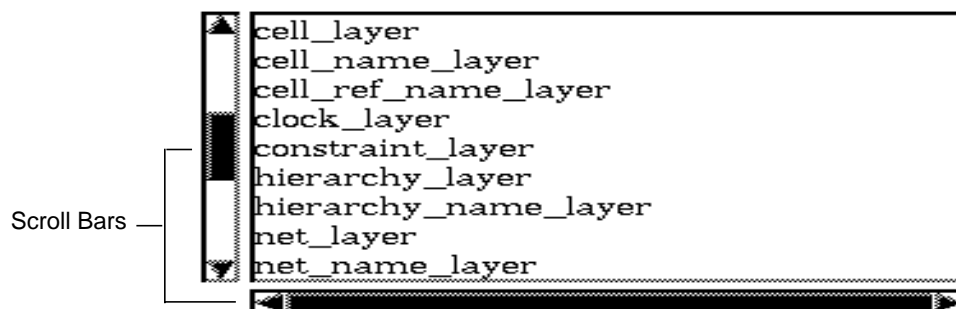 cell_layer
cell_name_layer
cell_ref_name_layer
clock_layer
constraint_layer
hierarchy_layer
hierarchy_name_layer
net_layer
net_name_layer
Scroll Bars